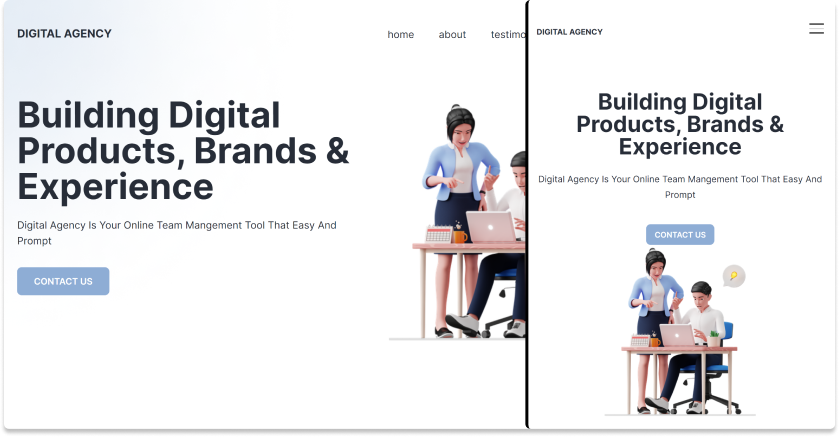 DIGITAL AGENCY
home about testimo
Building Digital
Products, Brands &
Experience
Digital Agency Is Your Online Team Mangement Tool That Easy And
Prompt
CONTACT US
DIGITAL AGENCY
Building Digital
Products, Brands &
Experience
Digital Agency Is Your Online Team Mangement Tool That Easy And
Prompt
CONTACT US